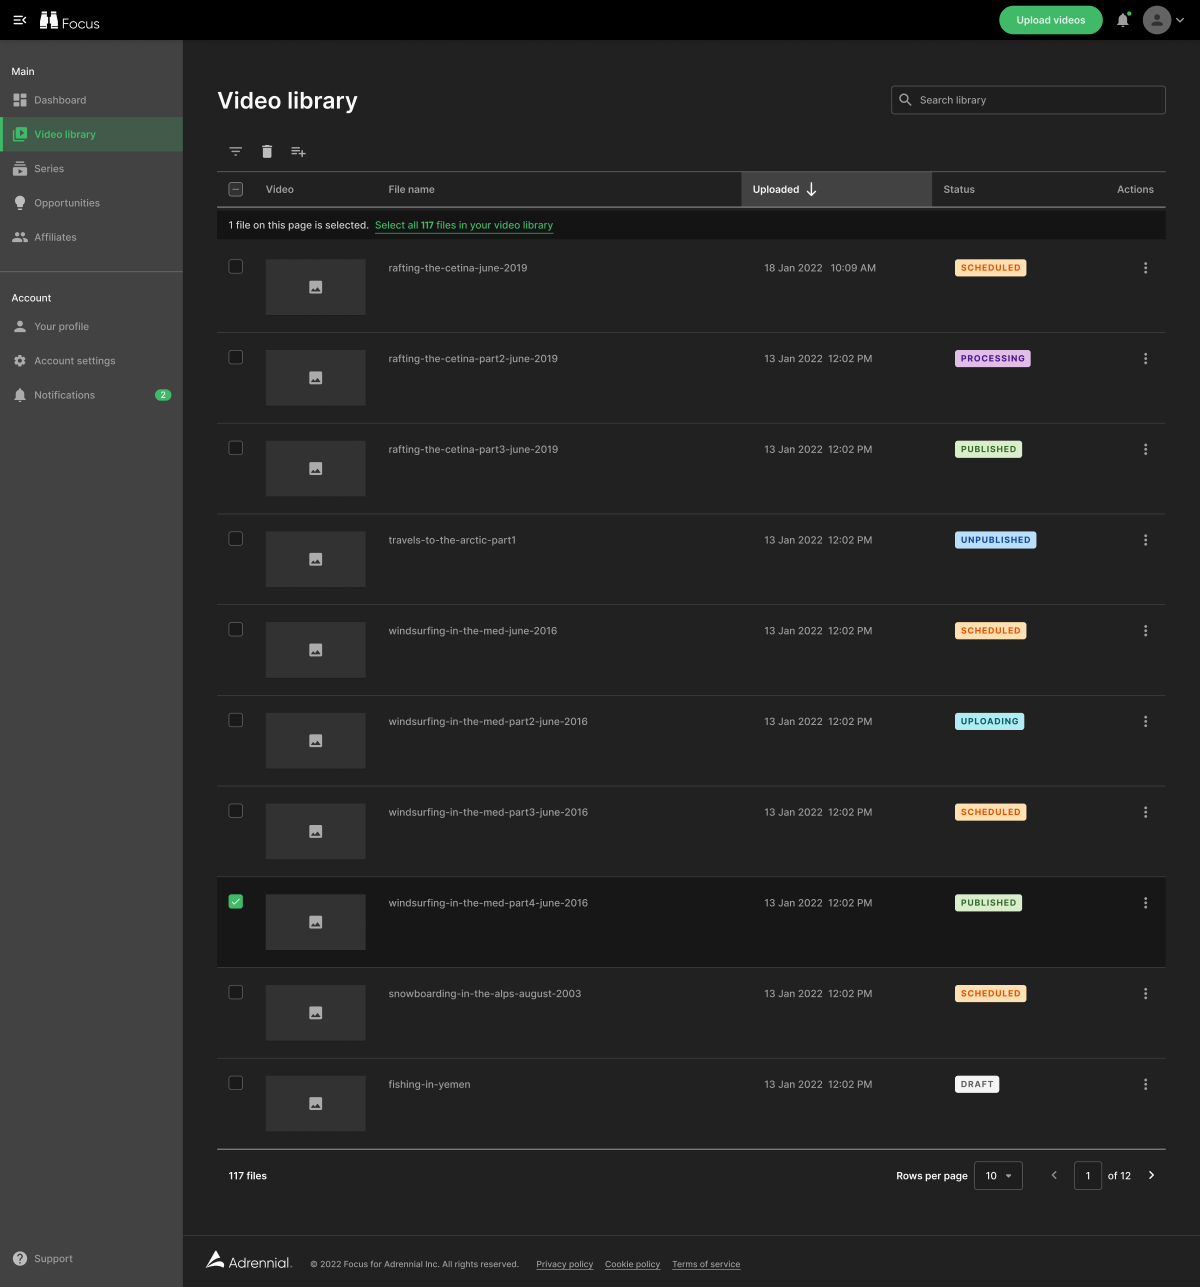 Focus
Upload videos
Main
Dashboard
Video library
Series
Opportunities
Affiliates
Account
Your profile
Account settings
Notifications 2
Support
Video library
Search library
Video File name Uploaded Status Actions
1 file on this page is selected. Select all 117 files in your video library
rafting-the-cetina-june-2019 18 Jan 2022 10:09 AM SCHEDULED
rafting-the-cetina-part2-june-2019 13 Jan 2022 12:02 PM PROCESSING
rafting-the-cetina-part3-june-2019 13 Jan 2022 12:02 PM PUBLISHED
travels-to-the-arctic-part1 13 Jan 2022 12:02 PM UNPUBLISHED
windsurfing-in-the-med-june-2016 13 Jan 2022 12:02 PM SCHEDULED
windsurfing-in-the-med-part2-june-2016 13 Jan 2022 12:02 PM UPLOADING
windsurfing-in-the-med-part3-june-2016 13 Jan 2022 12:02 PM SCHEDULED
windsurfing-in-the-med-part4-june-2016 13 Jan 2022 12:02 PM PUBLISHED
snowboarding-in-the-alps-august-2003 13 Jan 2022 12:02 PM SCHEDULED
fishing-in-yemen 13 Jan 2022 12:02 PM DRAFT
117 files Rows per page 10 1 of 12
Adrennial. © 2022 Focus for Adrennial Inc. All rights reserved. Privacy policy Cookie policy Terms of service